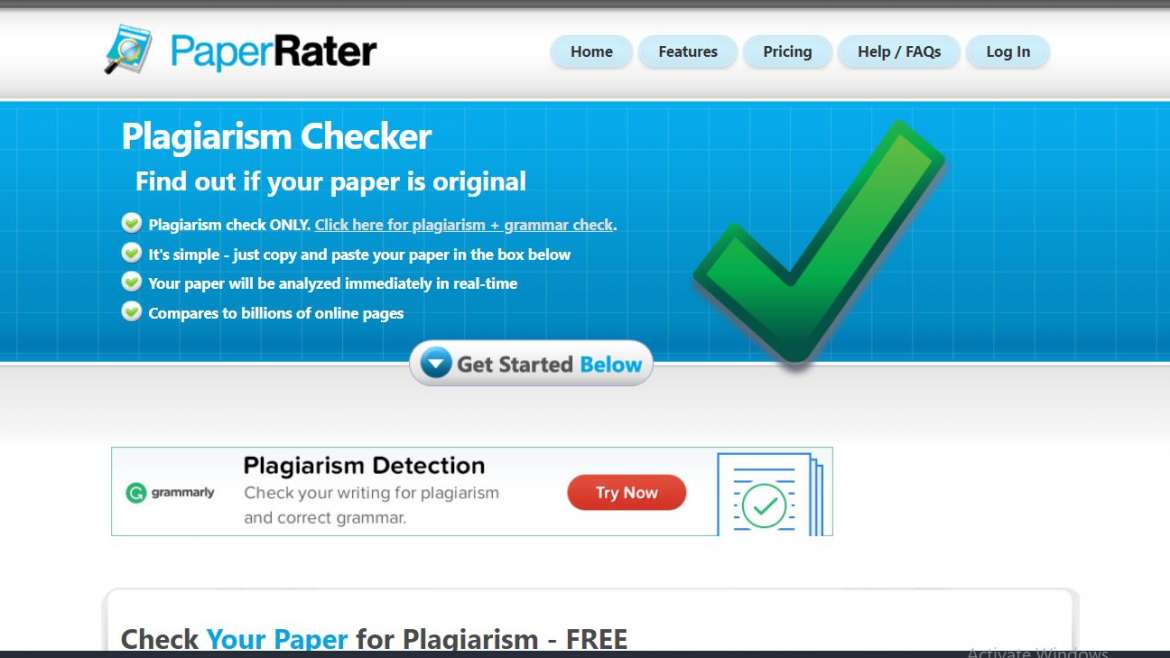 PaperRater
Home
Features
Pricing
Help / FAQs
Log In
Plagiarism Checker
Find out if your paper is original
Plagiarism check ONLY. Click here for plagiarism + grammar check.
It's simple - just copy and paste your paper in the box below
Your paper will be analyzed immediately in real-time
Compares to billions of online pages
Get Started Below
grammarly
Plagiarism Detection
Check your writing for plagiarism
and correct grammar.
Try Now
Check Your Paper for Plagiarism - FREE
Activate Windows